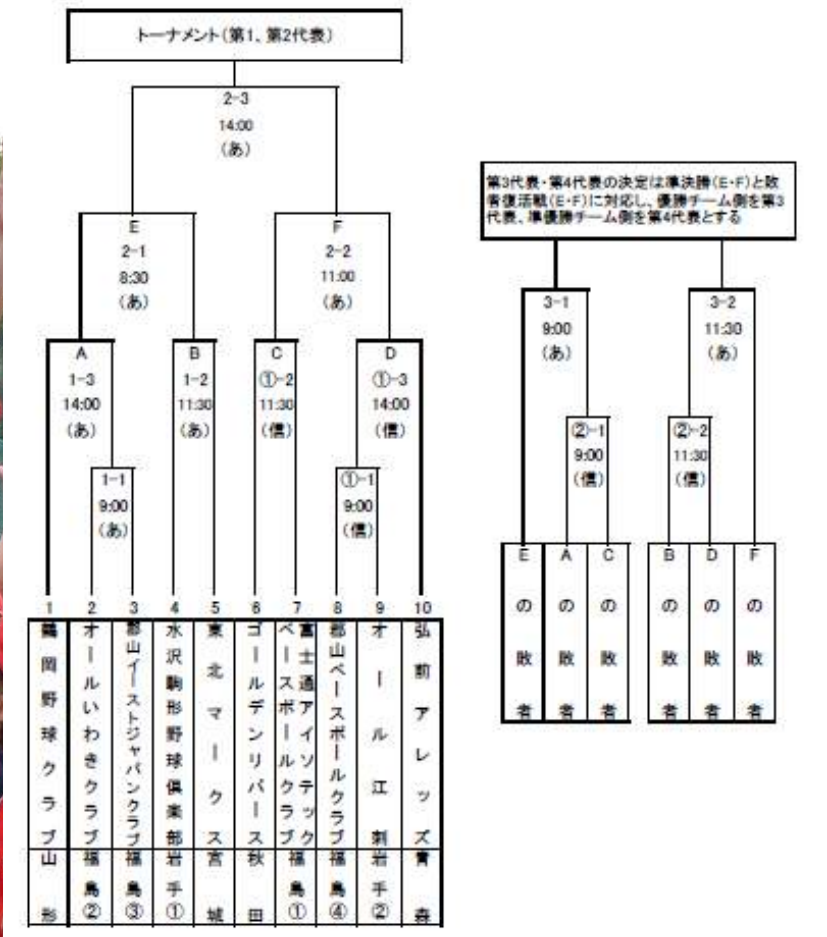 トーナメント(第1、第2代表)
2-3
14:00
(あ)
E
2-1
8:30
(あ)
F
2-2
11:00
(あ)
A
1-3
14:00
(あ)
B
1-2
11:30
(あ)
C
①-2
11:30
(信)
D
①-3
14:00
(信)
1-1
9:00
(あ)
①-1
9:00
(信)
1
鶴岡野球クラブ
山形
2
オールいわきクラブ
福島②
3
郡山イーストジャパンクラブ
福島③
4
水沢駒形野球倶楽部
岩手①
5
東北マークス
宮城
6
ゴールデンリバース
秋田
7
富士通アイソテック
ベースボールクラブ
福島①
8
郡山ベースボールクラブ
福島④
9
オール江刺
岩手②
10
弘前アレッズ
青森
第3代表・第4代表の決定は準決勝(E・F)と敗
者復活戦(E・F)に対応し、優勝チーム側を第3
代表、準優勝チーム側を第4代表とする
3-1
9:00
(あ)
3-2
11:30
(あ)
②-1
9:00
(信)
②-2
11:30
(信)
Eの敗者
Aの敗者
Cの敗者
Bの敗者
Dの敗者
Fの敗者